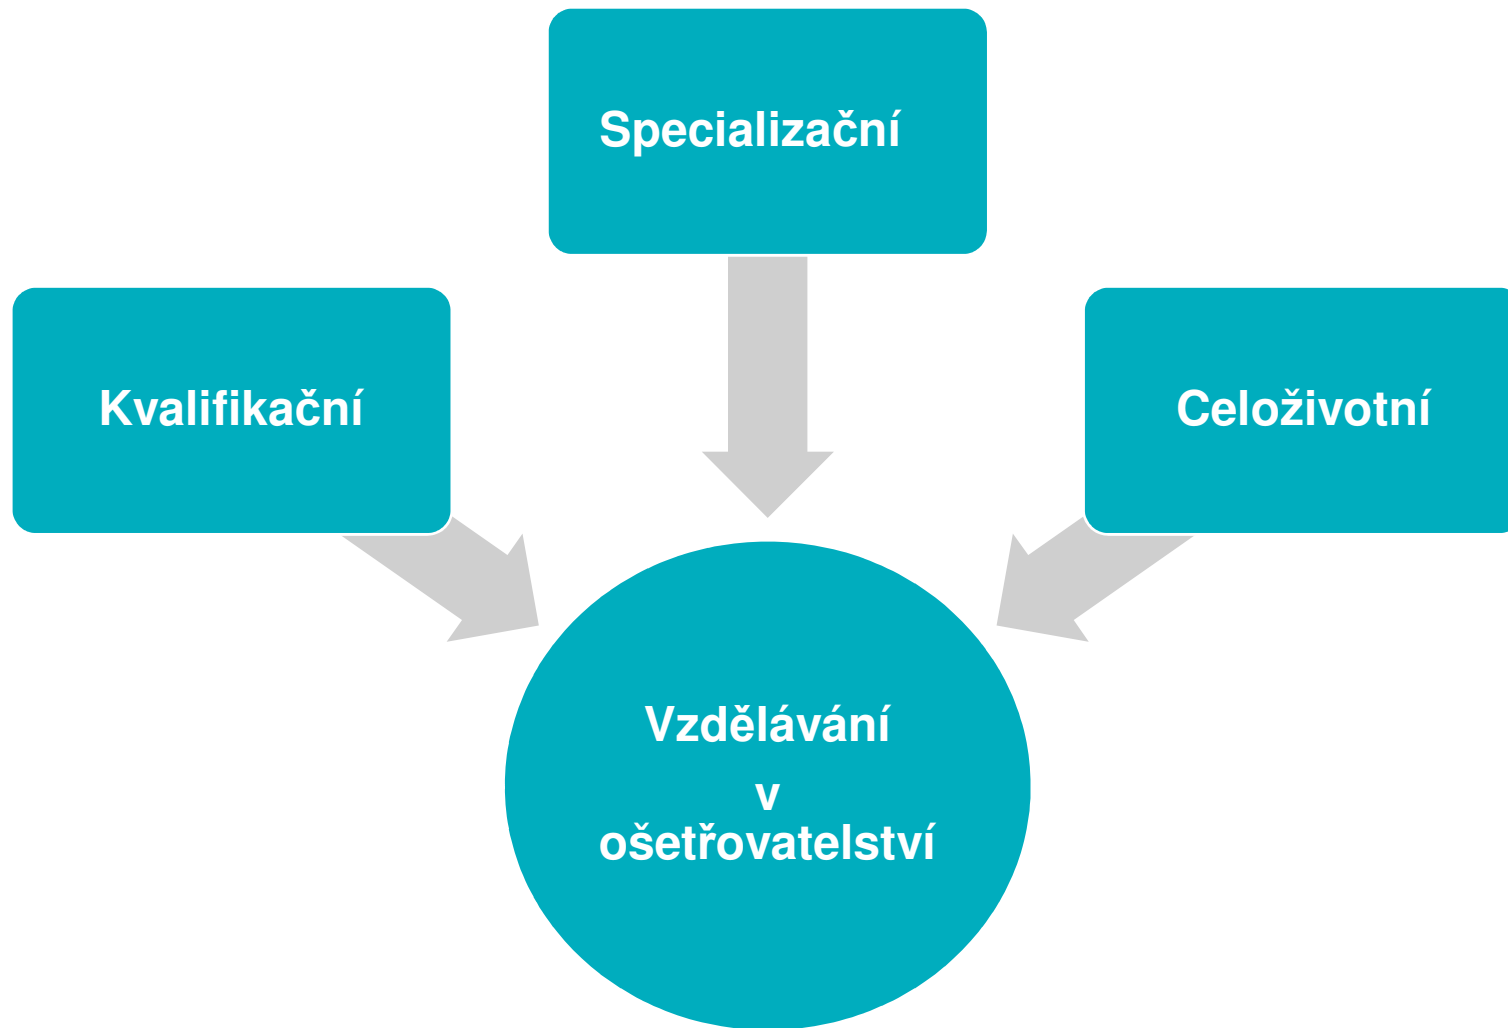 Specializační
Kvalifikační
Celoživotní
Vzdělávání
v
ošetřovatelství